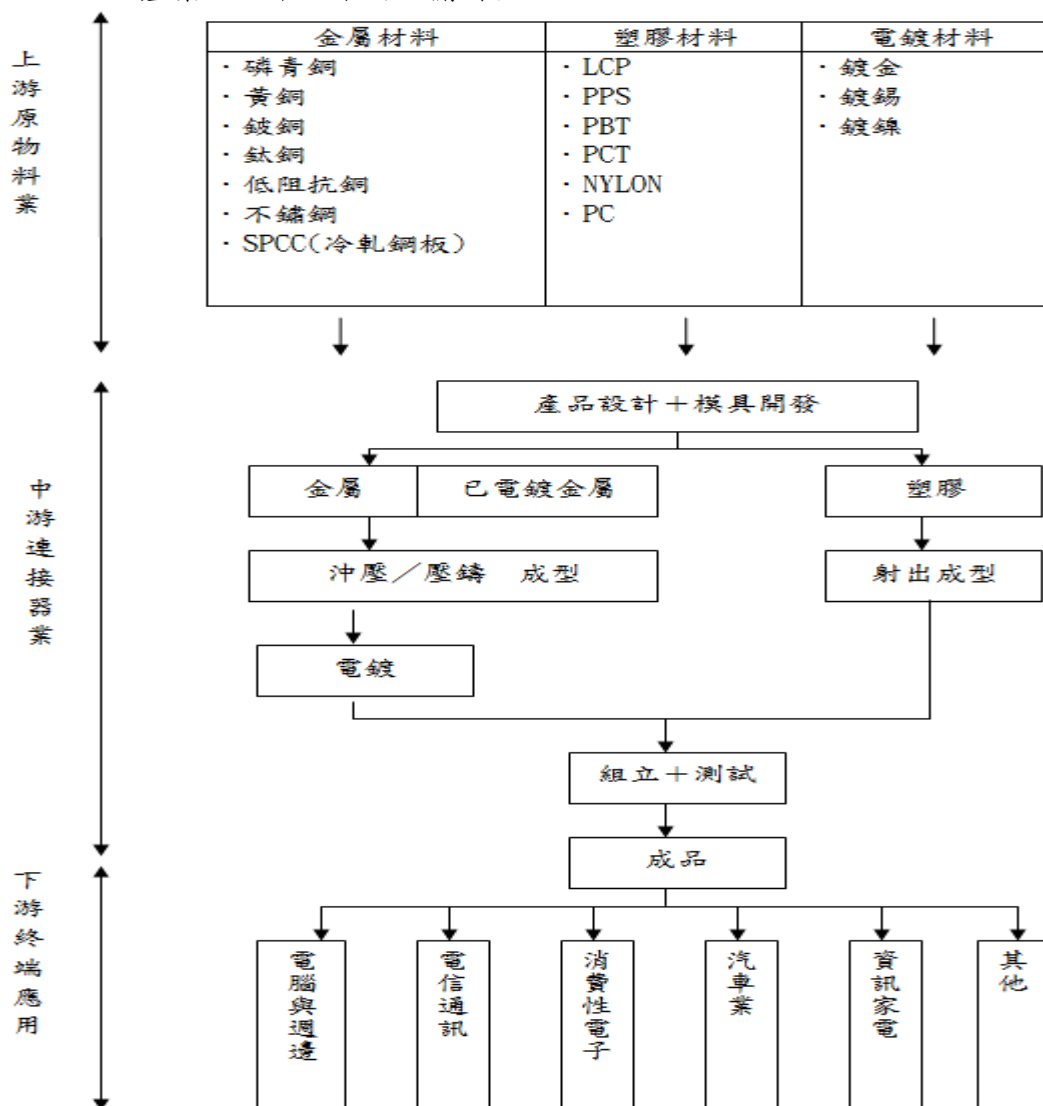 上游原物料業
金屬材料
・磷青銅
・黃銅
・鈹銅
・鈦銅
・低阻抗銅
・不鏽鋼
・SPCC(冷軋鋼板)
塑膠材料
・LCP
・PPS
・PBT
・PCT
・NYLON
・PC
電鍍材料
・鍍金
・鍍錫
・鍍鎳
中游連接器業
產品設計＋模具開發
金屬
已電鍍金屬
塑膠
沖壓／壓鑄 成型
射出成型
電鍍
組立＋測試
成品
下游終端應用
電腦與週邊
電信通訊
消費性電子
汽車業
資訊家電
其他